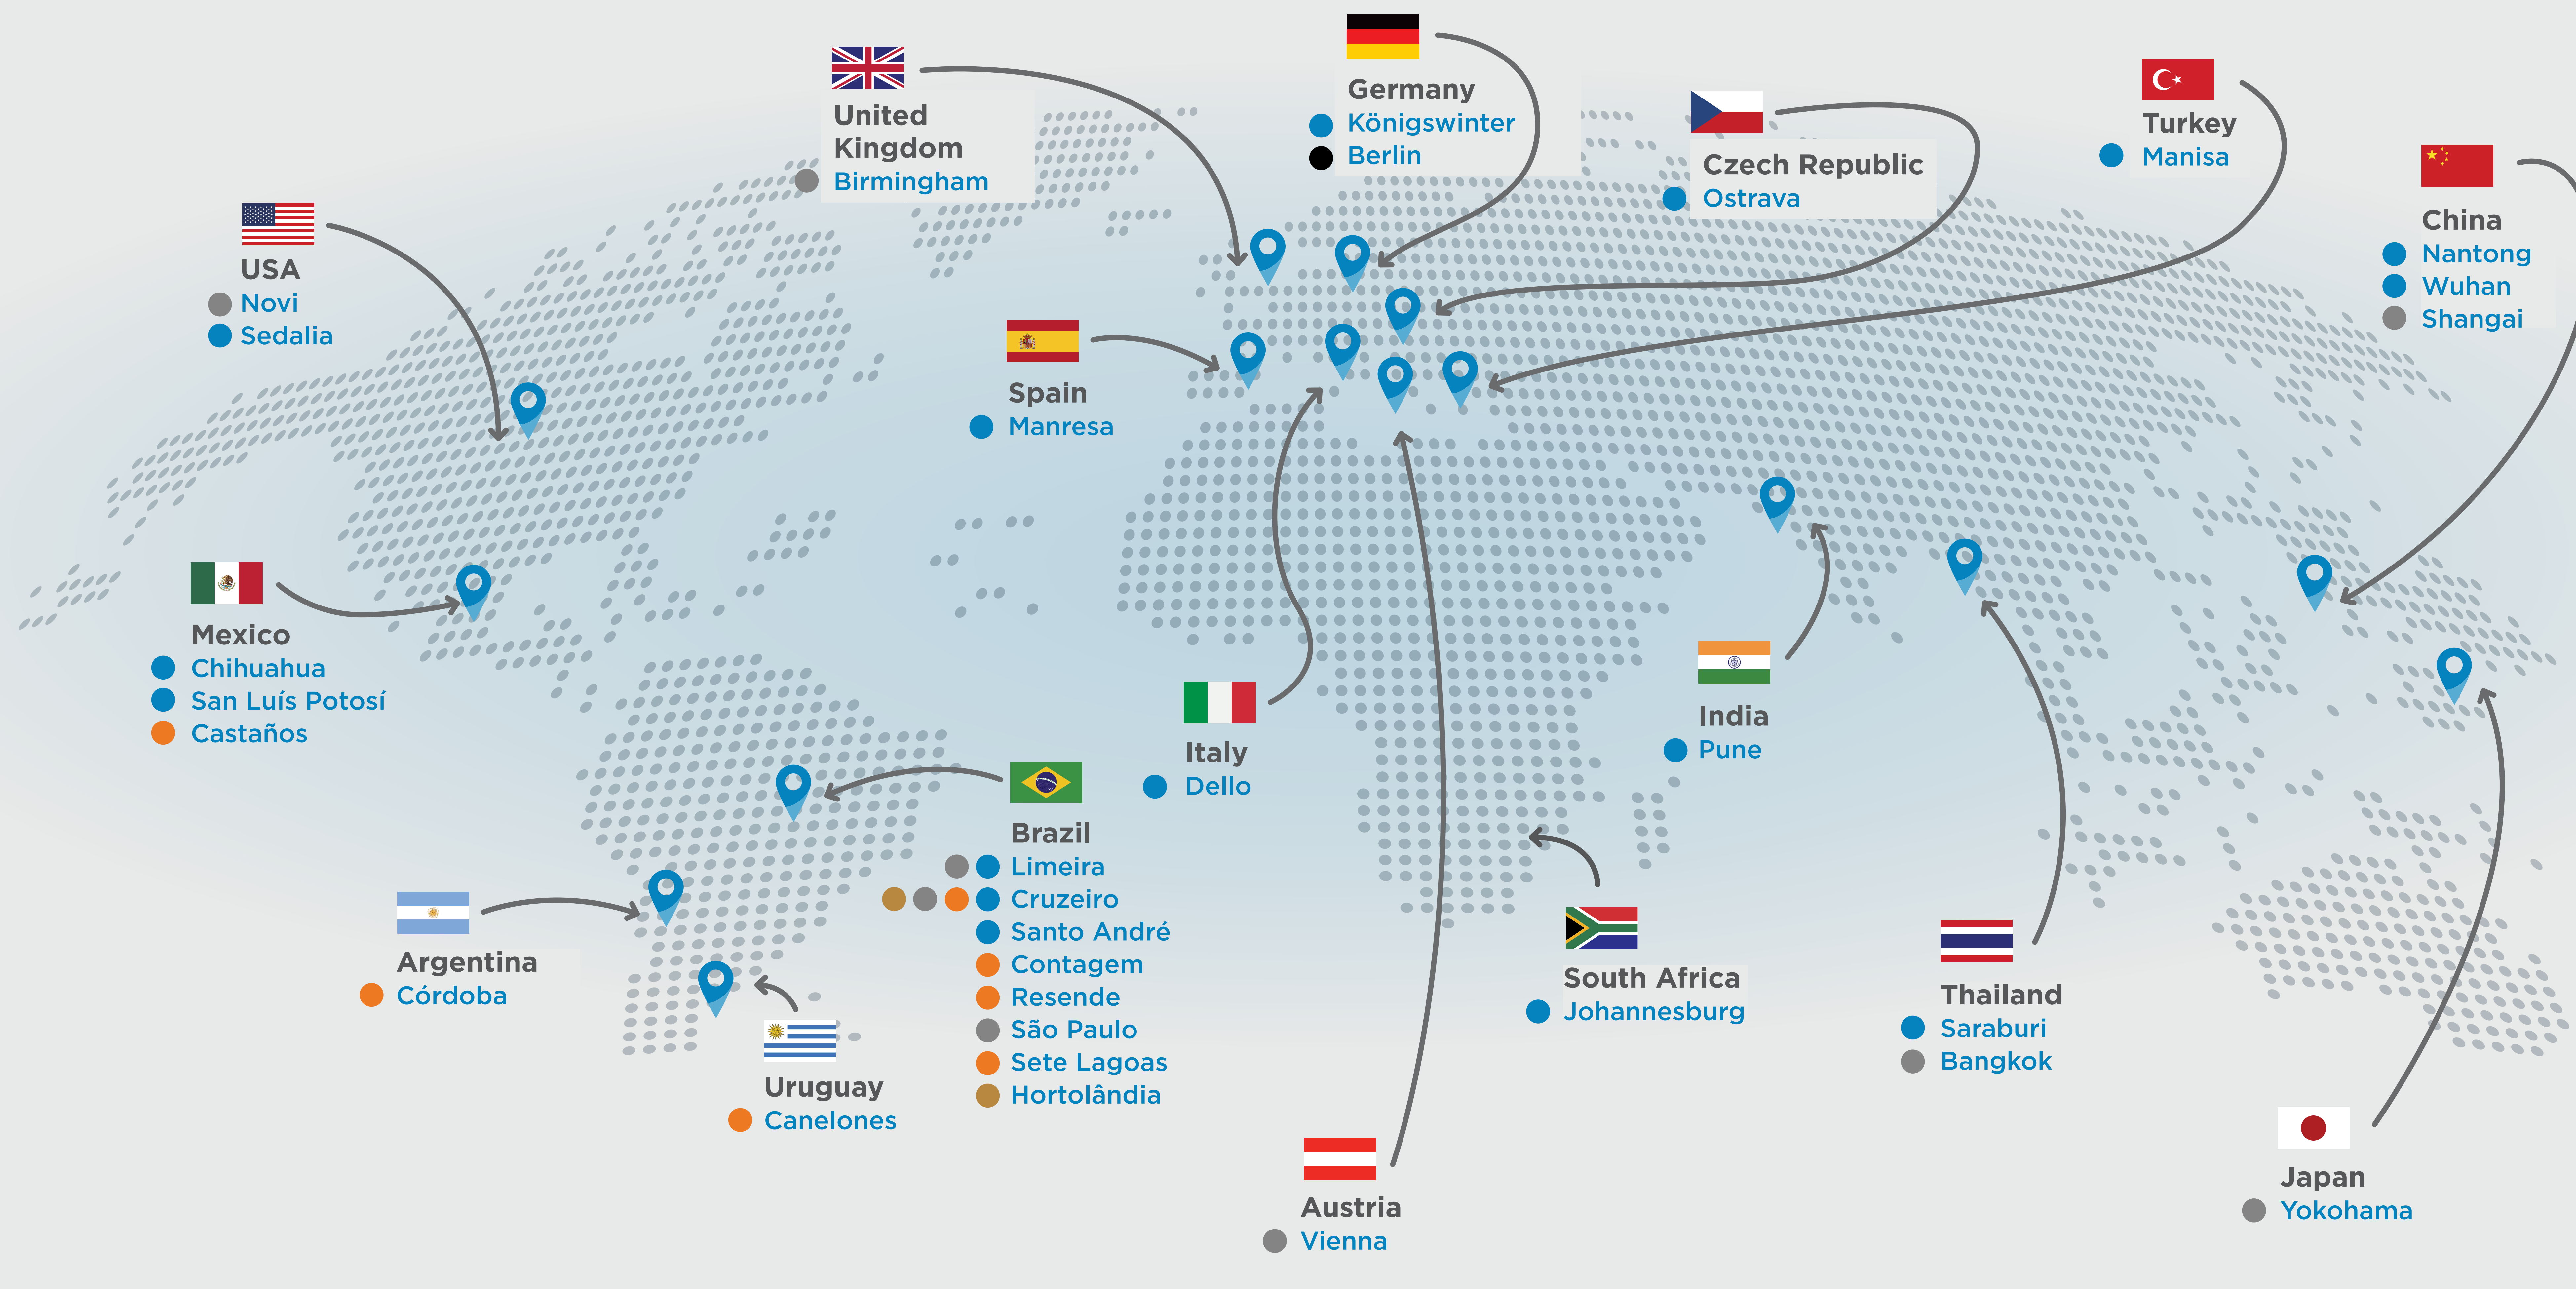 United
Kingdom
Birmingham
Germany
Königswinter
Berlin
Czech Republic
Ostrava
Turkey
Manisa
China
Nantong
Wuhan
Shangai
USA
Novi
Sedalia
Spain
Manresa
Mexico
Chihuahua
San Luís Potosí
Castaños
Italy
Dello
India
Pune
Brazil
Limeira
Cruzeiro
Santo André
Contagem
Resende
São Paulo
Sete Lagoas
Hortolândia
Argentina
Córdoba
Uruguay
Canelones
South Africa
Johannesburg
Thailand
Saraburi
Bangkok
Austria
Vienna
Japan
Yokohama